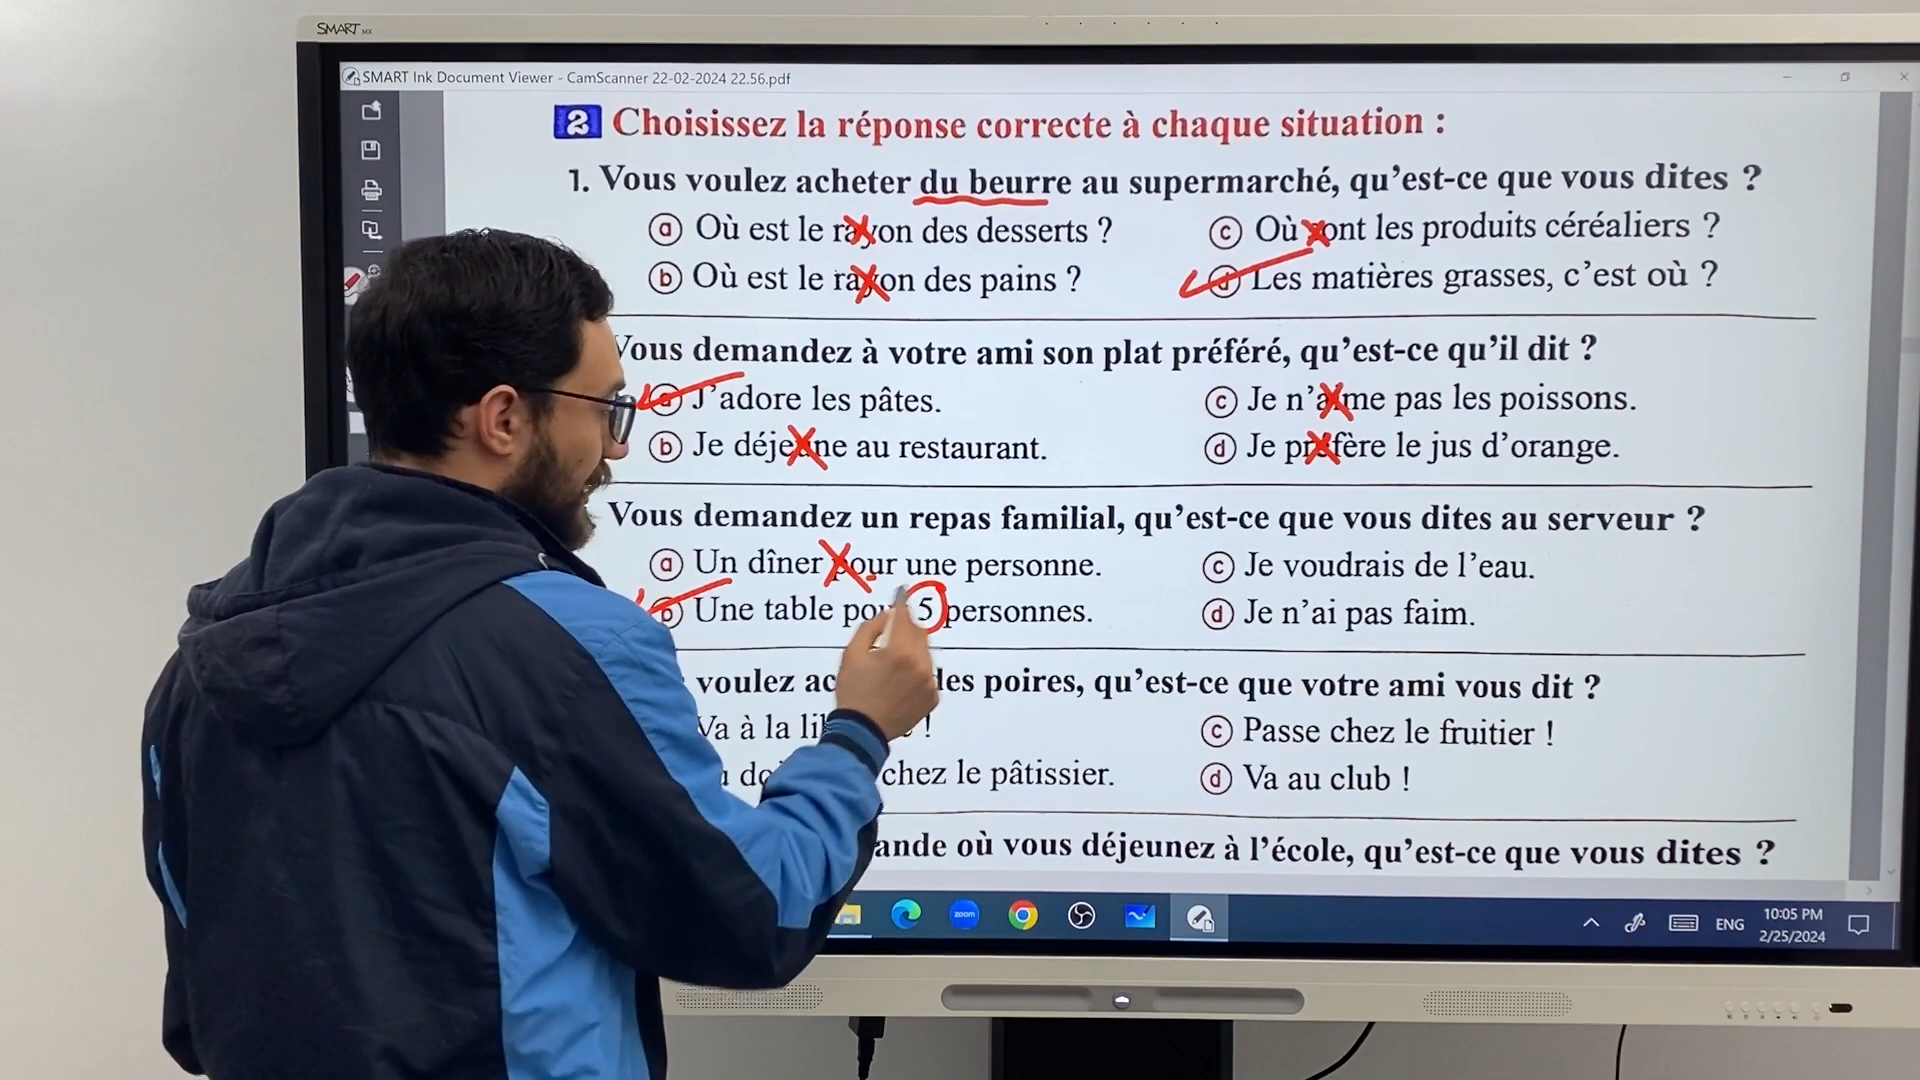 SMART MX
SMART Ink Document Viewer - CamScanner 22-02-2024 22.56.pdf
2 Choisissez la réponse correcte à chaque situation :
1. Vous voulez acheter du beurre au supermarché, qu'est-ce que vous dites ?
a Où est le rayon des desserts ?
c Où sont les produits céréaliers ?
b Où est le rayon des pains ?
d Les matières grasses, c'est où ?
Vous demandez à votre ami son plat préféré, qu'est-ce qu'il dit ?
a J'adore les pâtes.
c Je n'aime pas les poissons.
b Je déjeune au restaurant.
d Je préfère le jus d'orange.
Vous demandez un repas familial, qu'est-ce que vous dites au serveur ?
a Un dîner pour une personne.
c Je voudrais de l'eau.
b Une table pour 5 personnes.
d Je n'ai pas faim.
voulez des poires, qu'est-ce que votre ami vous dit ?
Va à la !
c Passe chez le fruitier !
chez le pâtissier.
d Va au club !
où vous déjeunez à l'école, qu'est-ce que vous dites ?
zoom
ENG
10:05 PM
2/25/2024